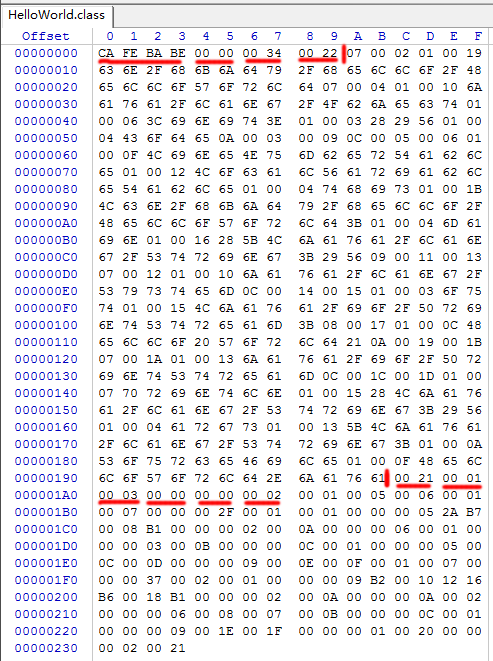 HelloWorld.class
Offset 0 1 2 3 4 5 6 7 8 9 A B C D E F
00000000 CA FE BA BE 00 00 00 34 00 22 07 00 02 01 00 19
00000010 63 6E 2F 68 6B 6A 64 79 2F 68 65 6C 6C 6F 2F 48
00000020 65 6C 6C 6F 57 6F 72 6C 64 07 00 04 01 00 10 6A
00000030 61 76 61 2F 6C 61 6E 67 2F 4F 62 6A 65 63 74 01
00000040 00 06 3C 69 6E 69 74 3E 01 00 03 28 29 56 01 00
00000050 04 43 6F 64 65 0A 00 03 00 09 0C 00 05 00 06 01
00000060 00 0F 4C 69 6E 65 4E 75 6D 62 65 72 54 61 62 6C
00000070 65 01 00 12 4C 6F 63 61 6C 56 61 72 69 61 62 6C
00000080 65 54 61 62 6C 65 01 00 04 74 68 69 73 01 00 1B
00000090 4C 63 6E 2F 68 6B 6A 64 79 2F 68 65 6C 6C 6F 2F
000000A0 48 65 6C 6C 6F 57 6F 72 6C 64 3B 01 00 04 6D 61
000000B0 69 6E 01 00 16 28 5B 4C 6A 61 76 61 2F 6C 61 6E
000000C0 67 2F 53 74 72 69 6E 67 3B 29 56 09 00 11 00 13
000000D0 07 00 12 01 00 10 6A 61 76 61 2F 6C 61 6E 67 2F
000000E0 53 79 73 74 65 6D 0C 00 14 00 15 01 00 03 6F 75
000000F0 74 01 00 15 4C 6A 61 76 61 2F 69 6F 2F 50 72 69
00000100 6E 74 53 74 72 65 61 6D 3B 08 00 17 01 00 0C 48
00000110 65 6C 6C 6F 20 57 6F 72 6C 64 21 0A 00 19 00 1B
00000120 07 00 1A 01 00 13 6A 61 76 61 2F 69 6F 2F 50 72
00000130 69 6E 74 53 74 72 65 61 6D 0C 00 1C 00 1D 01 00
00000140 07 70 72 69 6E 74 6C 6E 01 00 15 28 4C 6A 61 76
00000150 61 2F 6C 61 6E 67 2F 53 74 72 69 6E 67 3B 29 56
00000160 01 00 04 61 72 67 73 01 00 13 5B 4C 6A 61 76 61
00000170 2F 6C 61 6E 67 2F 53 74 72 69 6E 67 3B 01 00 0A
00000180 53 6F 75 72 63 65 46 69 6C 65 01 00 0F 48 65 6C
00000190 6C 6F 57 6F 72 6C 64 2E 6A 61 76 61 00 21 00 01
000001A0 00 03 00 00 00 00 00 02 00 01 00 05 00 06 00 01
000001B0 00 07 00 00 00 2F 00 01 00 01 00 00 00 05 2A B7
000001C0 00 08 B1 00 00 00 02 00 0A 00 00 00 06 00 01 00
000001D0 00 00 03 00 0B 00 00 00 0C 00 01 00 00 00 05 00
000001E0 0C 00 0D 00 00 00 09 00 0E 00 0F 00 01 00 07 00
000001F0 00 00 37 00 02 00 01 00 00 00 09 B2 00 10 12 16
00000200 B6 00 18 B1 00 00 00 02 00 0A 00 00 00 0A 00 02
00000210 00 00 00 06 00 08 00 07 00 0B 00 00 00 0C 00 01
00000220 00 00 00 09 00 1E 00 1F 00 00 00 01 00 20 00 00
00000230 00 02 00 21